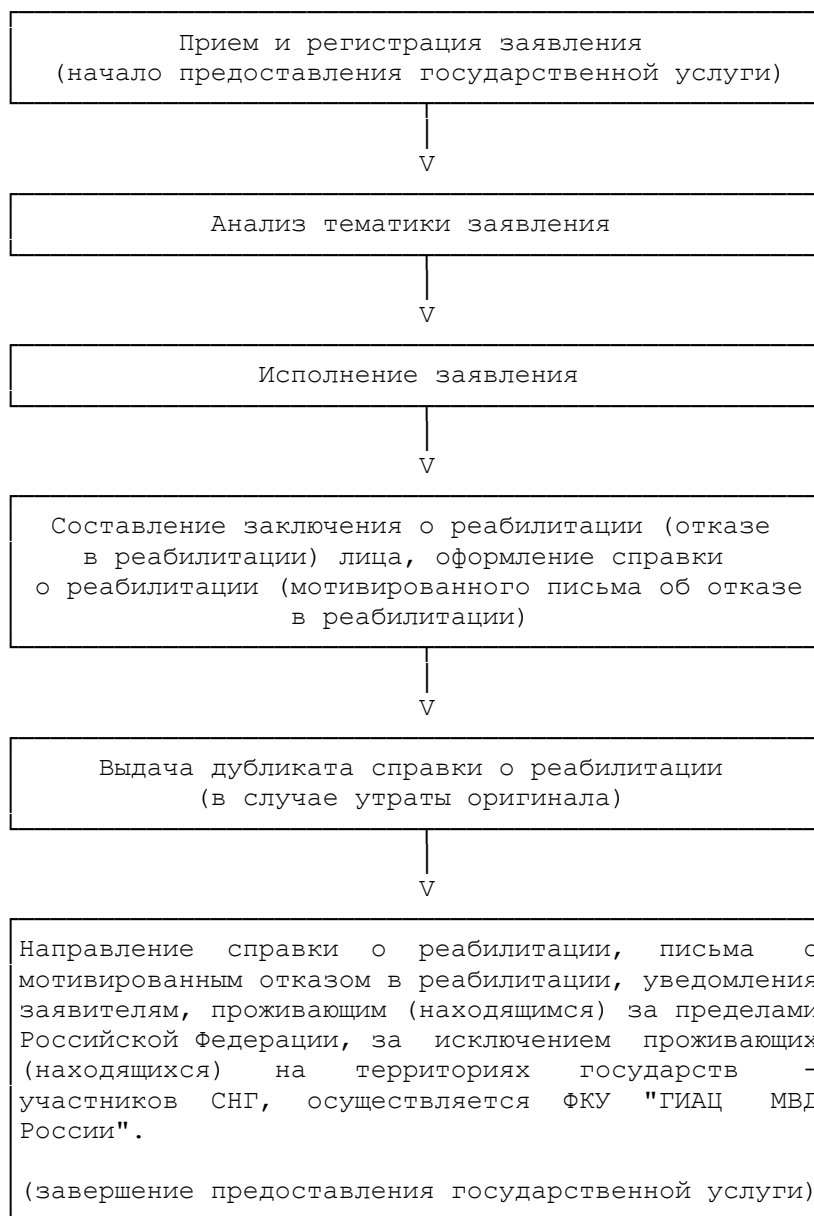 Прием и регистрация заявления
(начало предоставления государственной услуги)
V
Анализ тематики заявления
V
Исполнение заявления
V
Составление заключения о реабилитации (отказе
в реабилитации) лица, оформление справки
о реабилитации (мотивированного письма об отказе
в реабилитации)
V
Выдача дубликата справки о реабилитации
(в случае утраты оригинала)
V
Направление справки о реабилитации, письма с
мотивированным отказом в реабилитации, уведомления
заявителям, проживающим (находящимся) за пределами
Российской Федерации, за исключением проживающих
(находящихся) на территориях государств -
участников СНГ, осуществляется ФКУ "ГИАЦ МВД
России".
(завершение предоставления государственной услуги)